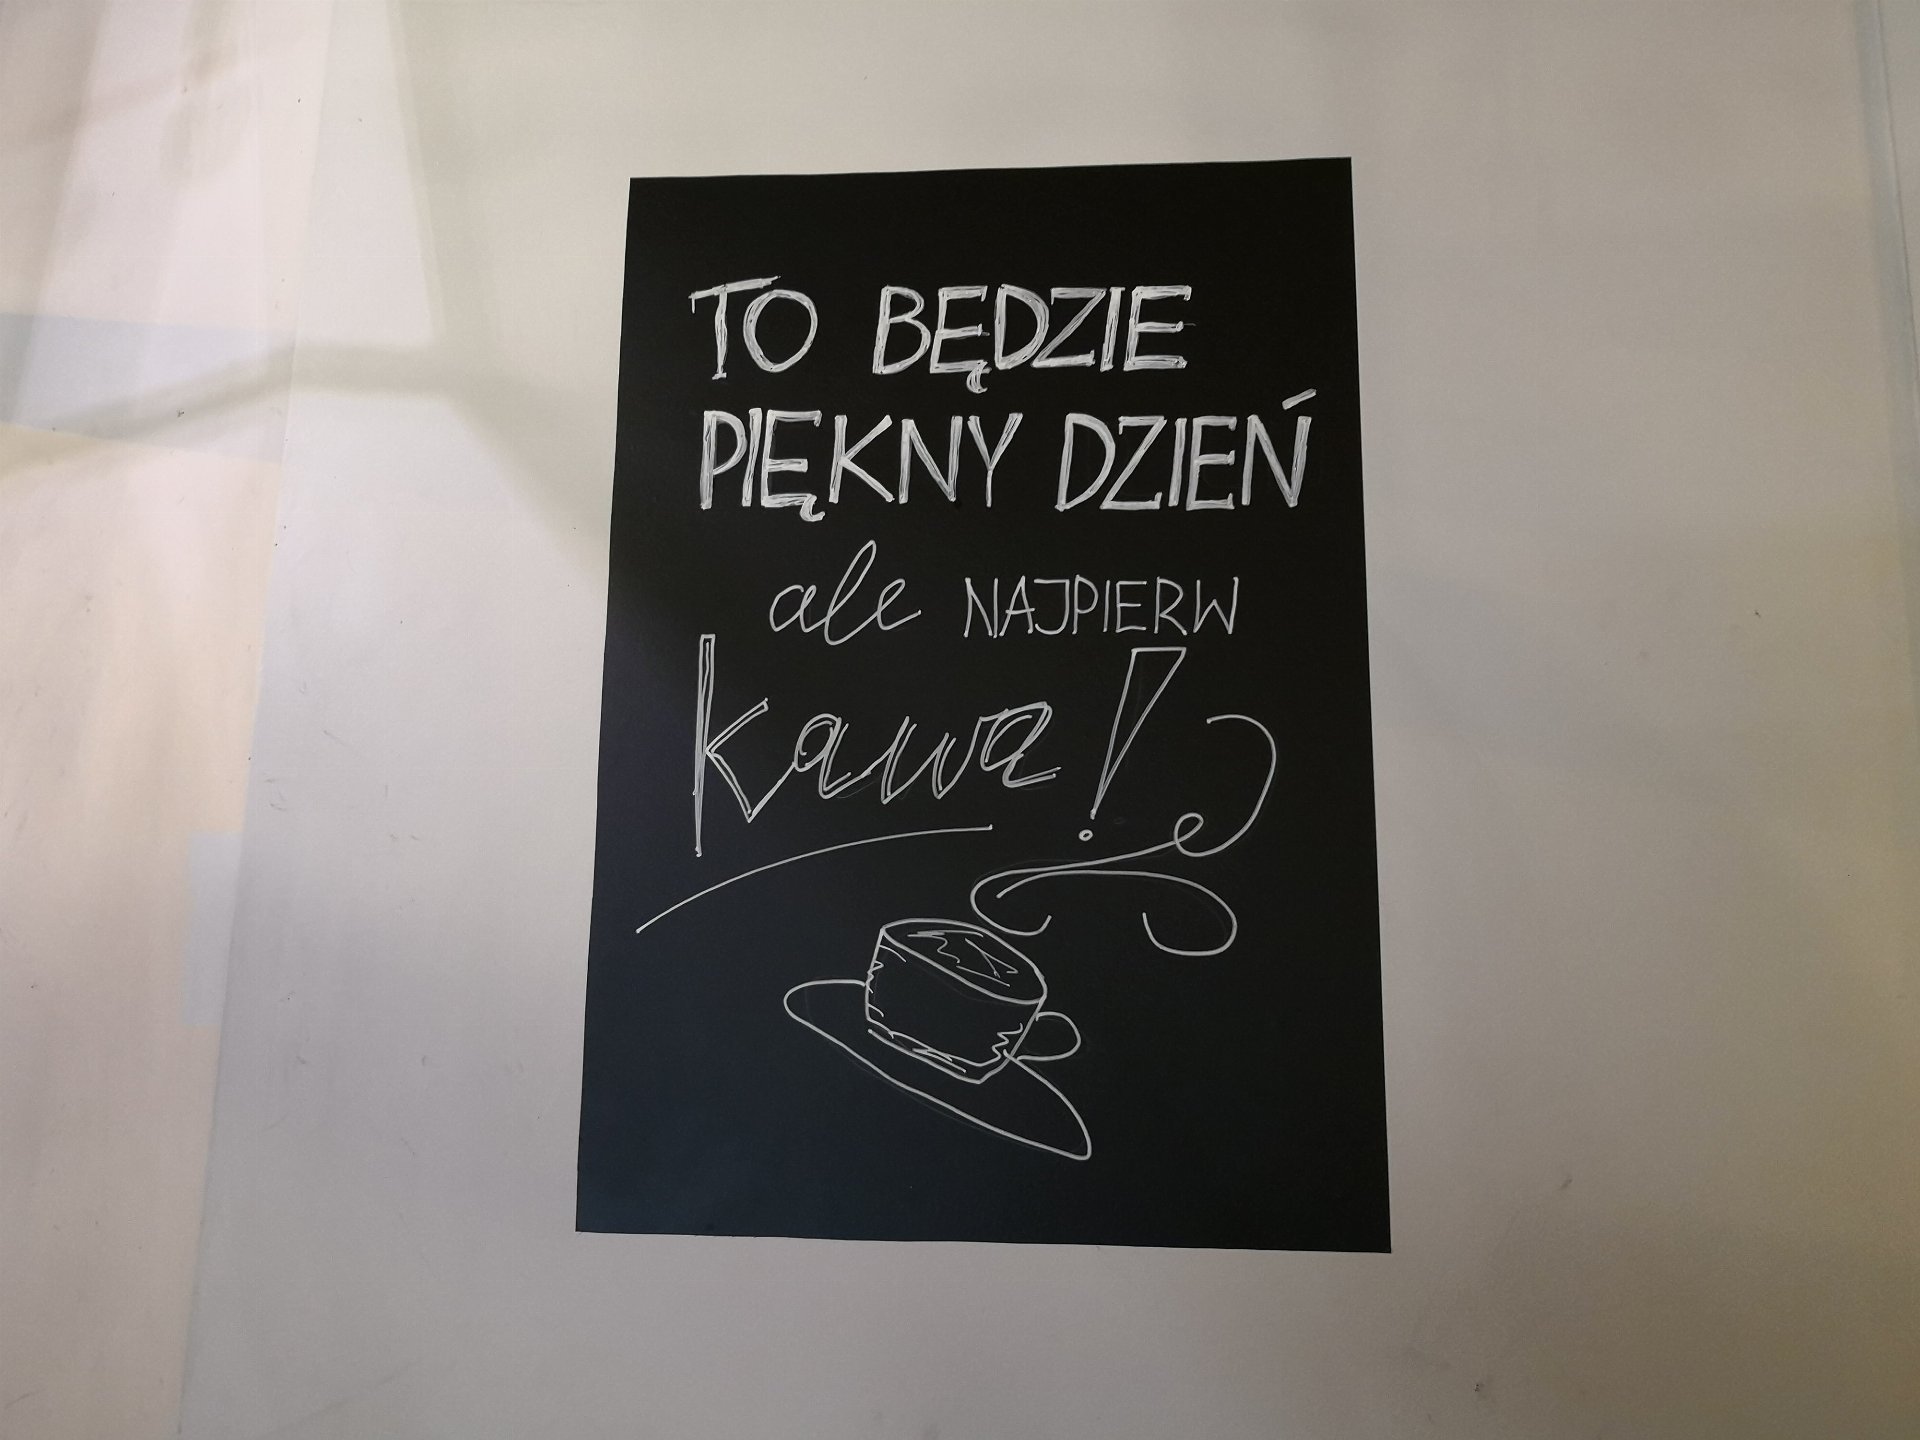 TO BĘDZIE
PIĘKNY DZIEŃ
ale NAJPIERW
kawa!